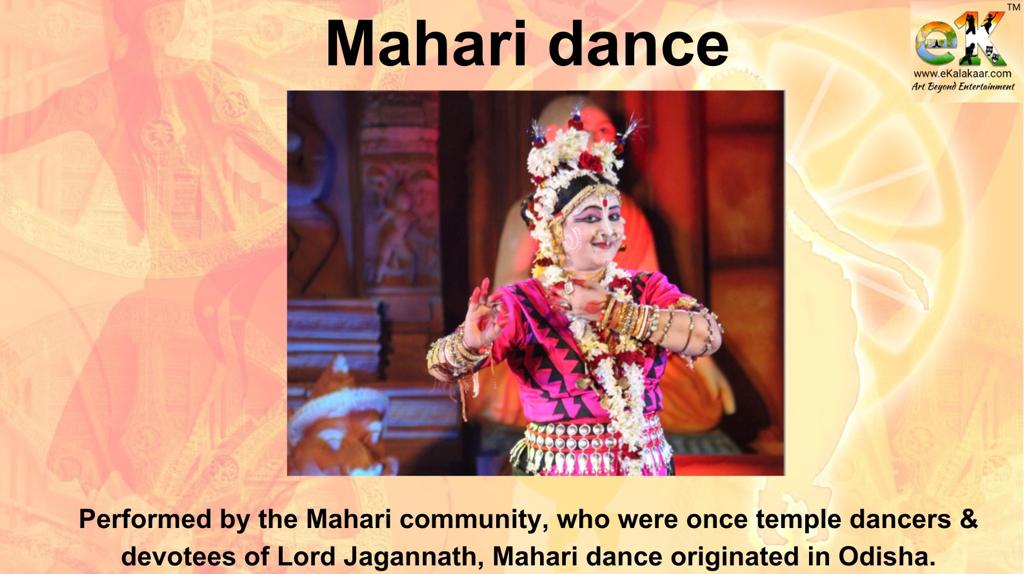 Mahari dance
TM
eK
www.eKalakaar.com
Art Beyond Entertainment
Performed by the Mahari community, who were once temple dancers &
devotees of Lord Jagannath, Mahari dance originated in Odisha.